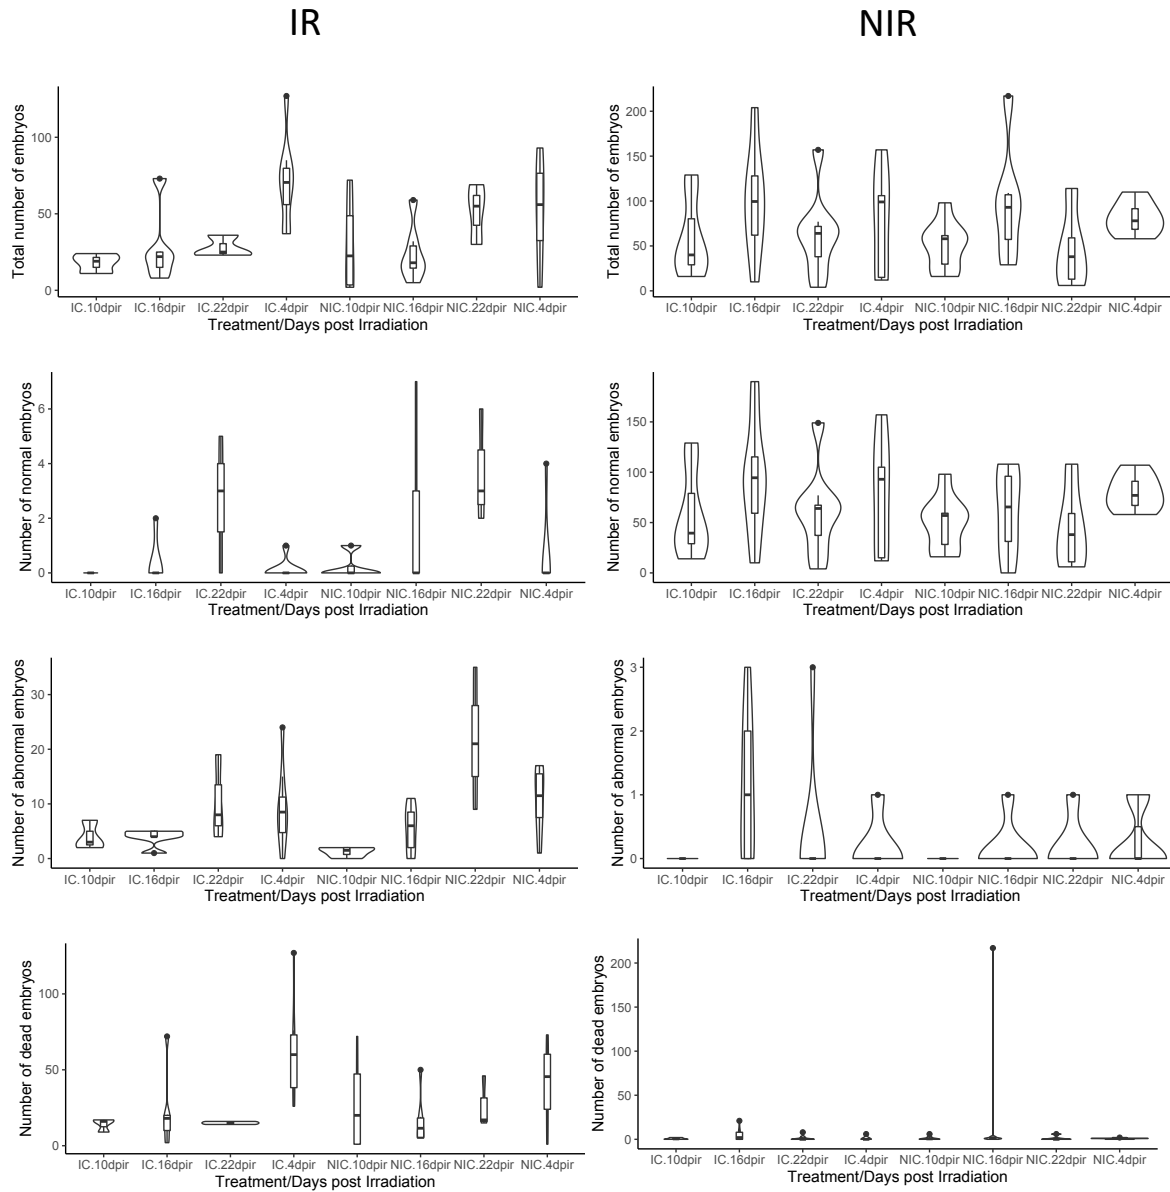 IR
NIR
Total number of embryos
100
50
0
IC.10dpir IC.16dpir IC.22dpir IC.4dpir NIC.10dpir NIC.16dpir NIC.22dpir NIC.4dpir
Treatment/Days post Irradiation
Total number of embryos
200
150
100
50
0
IC.10dpir IC.16dpir IC.22dpir IC.4dpir NIC.10dpir NIC.16dpir NIC.22dpir NIC.4dpir
Treatment/Days post Irradiation
Number of normal embryos
6
4
2
0
IC.10dpir IC.16dpir IC.22dpir IC.4dpir NIC.10dpir NIC.16dpir NIC.22dpir NIC.4dpir
Treatment/Days post Irradiation
Number of normal embryos
150
100
50
0
IC.10dpir IC.16dpir IC.22dpir IC.4dpir NIC.10dpir NIC.16dpir NIC.22dpir NIC.4dpir
Treatment/Days post Irradiation
Number of abnormal embryos
30
20
10
0
IC.10dpir IC.16dpir IC.22dpir IC.4dpir NIC.10dpir NIC.16dpir NIC.22dpir NIC.4dpir
Treatment/Days post Irradiation
Number of abnormal embryos
3
2
1
0
IC.10dpir IC.16dpir IC.22dpir IC.4dpir NIC.10dpir NIC.16dpir NIC.22dpir NIC.4dpir
Treatment/Days post Irradiation
Number of dead embryos
100
50
0
IC.10dpir IC.16dpir IC.22dpir IC.4dpir NIC.10dpir NIC.16dpir NIC.22dpir NIC.4dpir
Treatment/Days post Irradiation
Number of dead embryos
200
150
100
50
0
IC.10dpir IC.16dpir IC.22dpir IC.4dpir NIC.10dpir NIC.16dpir NIC.22dpir NIC.4dpir
Treatment/Days post Irradiation